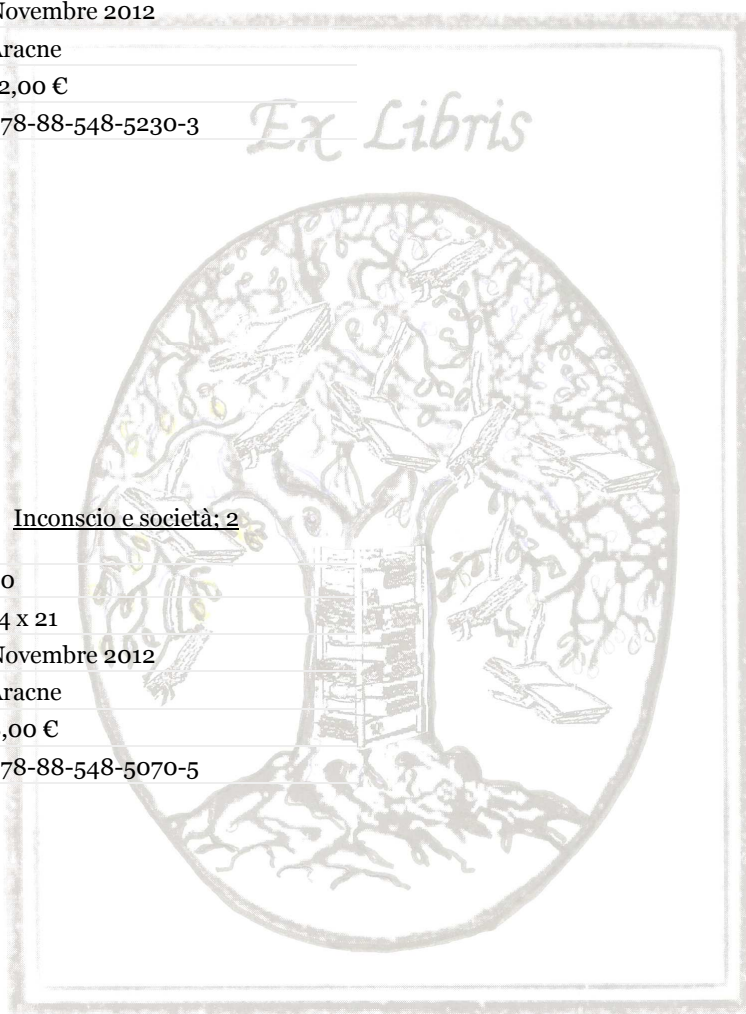 Novembre 2012
Aracne
2,00 €
78-88-548-5230-3
Ex Libris
Inconscio e società; 2
0
4 x 21
Novembre 2012
Aracne
,00 €
78-88-548-5070-5